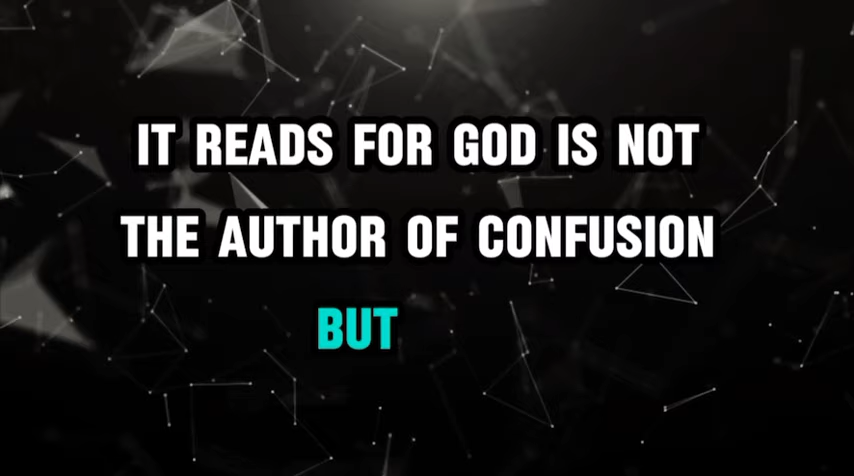 IT READS FOR GOD IS NOT
THE AUTHOR OF CONFUSION
BUT